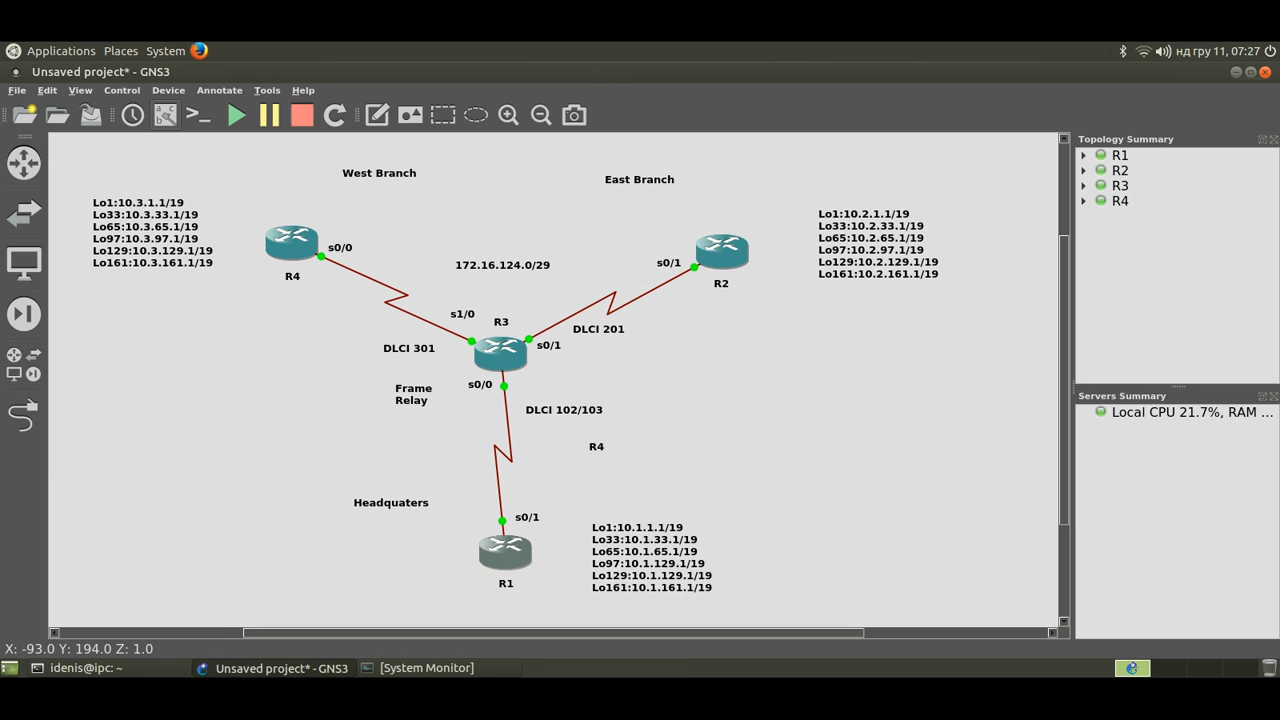 Applications Places System
нд гру 11, 07:27
Unsaved project* - GNS3
File Edit View Control Device Annotate Tools Help
West Branch
East Branch
Lo1:10.3.1.1/19
Lo33:10.3.33.1/19
Lo65:10.3.65.1/19
Lo97:10.3.97.1/19
Lo129:10.3.129.1/19
Lo161:10.3.161.1/19
s0/0
R4
172.16.124.0/29
s0/1
R2
Lo1:10.2.1.1/19
Lo33:10.2.33.1/19
Lo65:10.2.65.1/19
Lo97:10.2.97.1/19
Lo129:10.2.129.1/19
Lo161:10.2.161.1/19
s1/0
R3
DLCI 201
DLCI 301
s0/1
Frame
Relay
s0/0
DLCI 102/103
R4
Headquaters
s0/1
R1
Lo1:10.1.1.1/19
Lo33:10.1.33.1/19
Lo65:10.1.65.1/19
Lo97:10.1.129.1/19
Lo129:10.1.129.1/19
Lo161:10.1.161.1/19
Topology Summary
R1
R2
R3
R4
Servers Summary
Local CPU 21.7%, RAM ...
X: -93.0 Y: 194.0 Z: 1.0
idenis@ipc: ~
Unsaved project* - GNS3
[System Monitor]